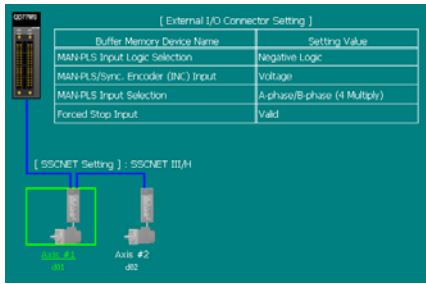 QD77MS
[ External I/O Connector Setting ]
Buffer Memory Device Name Setting Value
MAN-PLS Input Logic Selection Negative Logic
MAN-PLS/Sync. Encoder (INC) Input Voltage
MAN-PLS Input Selection A-phase/B-phase (4 Multiply)
Forced Stop Input Valid
[ SSCNET Setting ] : SSCNET III/H
Axis #1 Axis #2
d01 d02